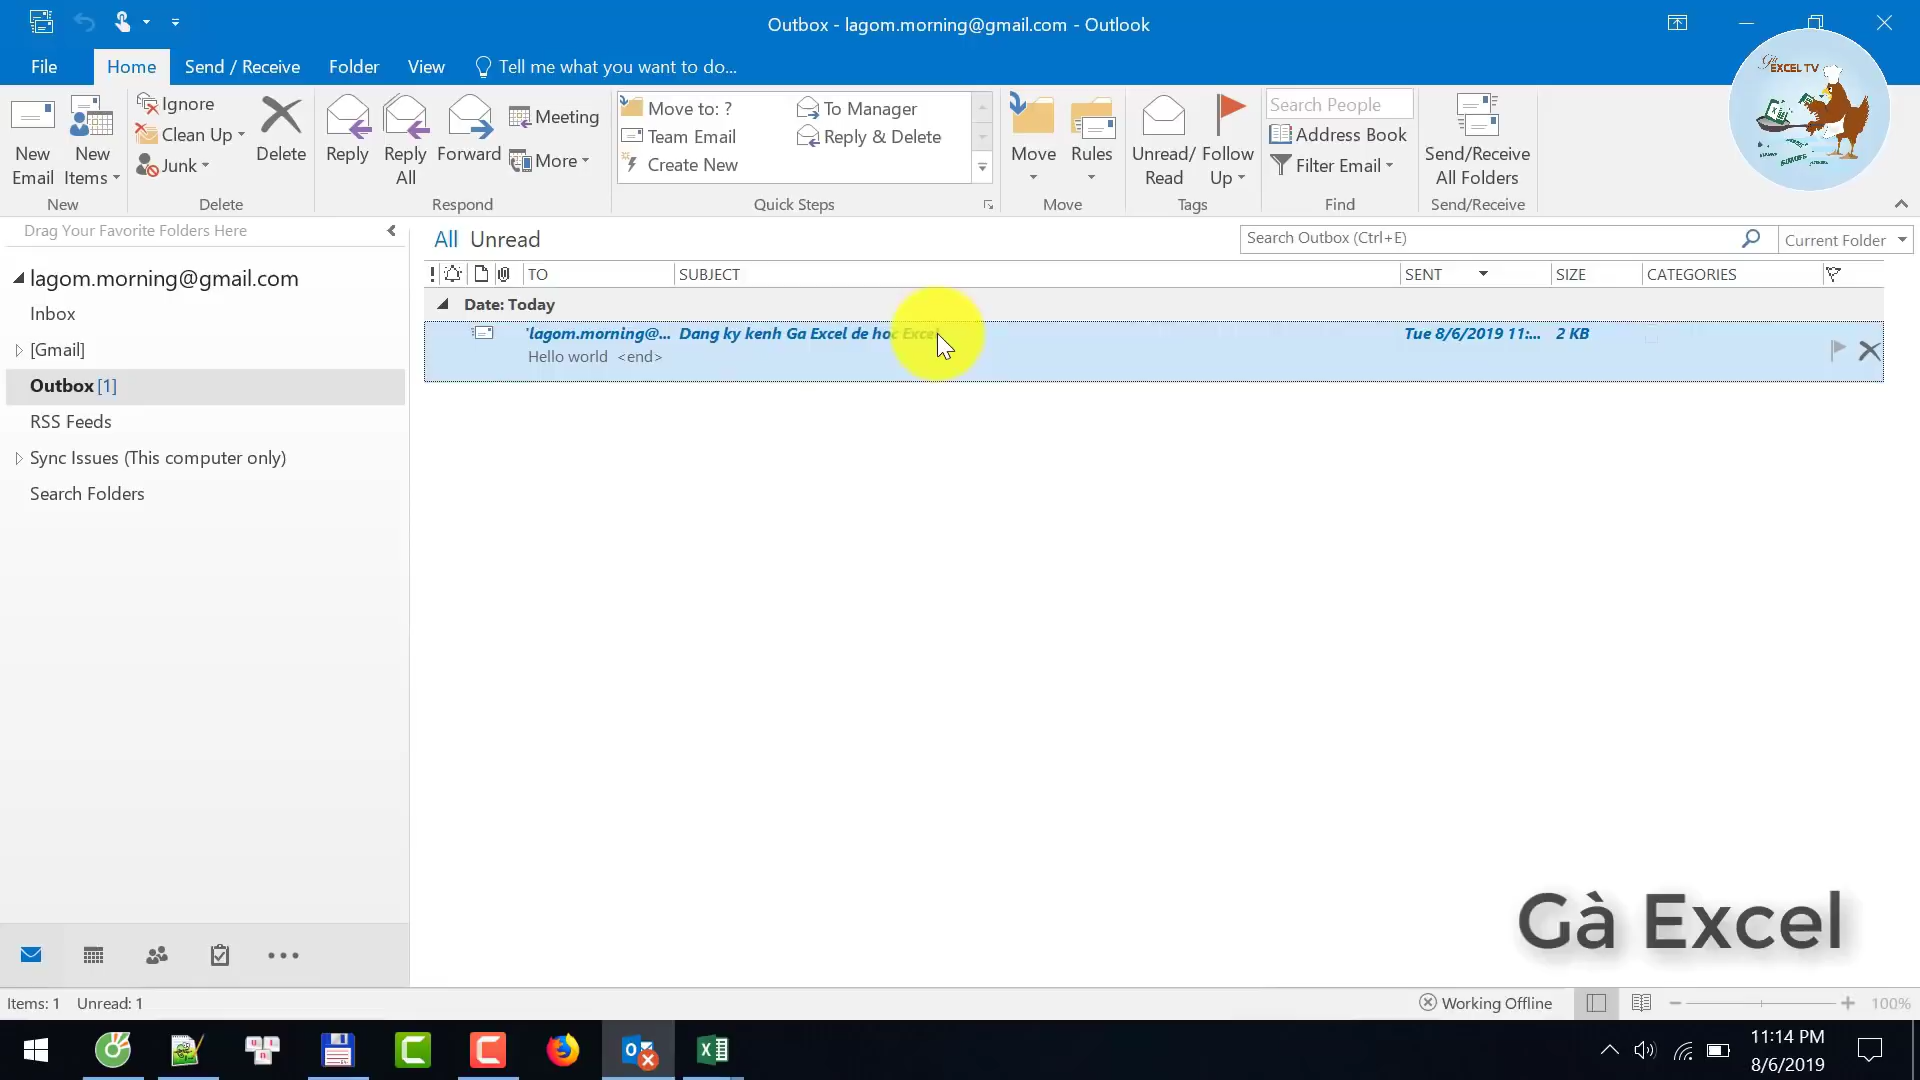 Outbox - lagom.morning@gmail.com - Outlook
File
Home
Send / Receive
Folder
View
Tell me what you want to do...
New Email
New Items
New
Ignore
Clean Up
Junk
Delete
Delete
Reply
Reply All
Forward
Meeting
More
Respond
Move to: ?
Team Email
Create New
To Manager
Reply & Delete
Quick Steps
Move
Rules
Move
Unread/ Read
Follow Up
Tags
Search People
Address Book
Filter Email
Find
Send/Receive All Folders
Send/Receive
Gà
EXCEL TV
Drag Your Favorite Folders Here
lagom.morning@gmail.com
Inbox
[Gmail]
Outbox [1]
RSS Feeds
Sync Issues (This computer only)
Search Folders
All Unread
Search Outbox (Ctrl+E)
Current Folder
! TO SUBJECT SENT SIZE CATEGORIES
Date: Today
'lagom.morning@... Dang ky kenh Ga Excel de hoc Excel Tue 8/6/2019 11:... 2 KB
Hello world <end>
Gà Excel
Items: 1 Unread: 1
Working Offline
100%
11:14 PM
8/6/2019